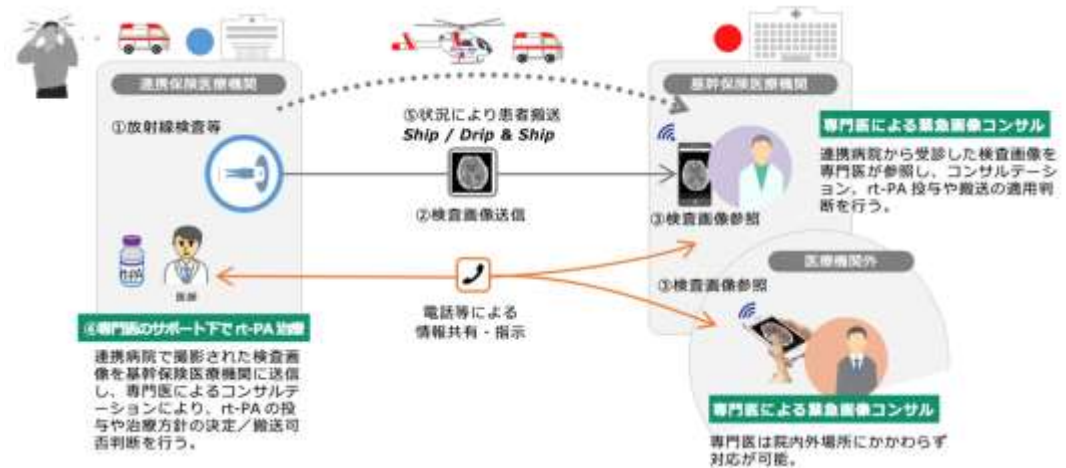 連携保険医療機関
①放射線検査等
rt-PA
医師
④専門医のサポート下で rt-PA 治療
連携病院で撮影された検査画
像を基幹保険医療機関に送信
し、専門医によるコンサルテ
ーションにより、rt-PA の投
与や治療方針の決定／搬送可
否判断を行う。
⑤状況により患者搬送
Ship / Drip & Ship
②検査画像送信
電話等による
情報共有・指示
基幹保険医療機関
③検査画像参照
専門医による緊急画像コンサル
連携病院から受診した検査画像を
専門医が参照し、コンサルテーシ
ョン、rt-PA 投与や搬送の適用判
断を行う。
医療機関外
③検査画像参照
専門医による緊急画像コンサル
専門医は院内外場所にかかわらず
対応が可能。